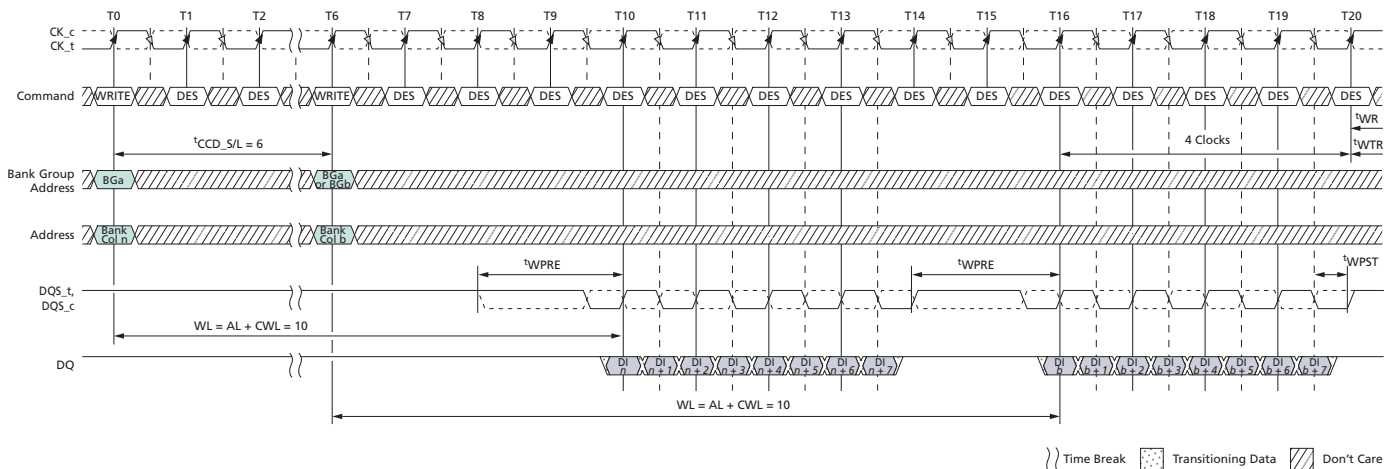 T0 T1 T2 T6 T7 T8 T9 T10 T11 T12 T13 T14 T15 T16 T17 T18 T19 T20
CK_c
CK_t
Command WRITE DES DES WRITE DES DES DES DES DES DES DES DES DES DES DES DES DES DES
tWR
tCCD_S/L = 6
4 Clocks
tWTR
Bank Group
Address
BGa
BGa
or BGb
Address
Bank
Col n
Bank
Col b
tWPRE
tWPRE
tWPST
DQS_t,
DQS_c
WL = AL + CWL = 10
DQ
DI
n
DI
n + 1
DI
n + 2
DI
n + 3
DI
n + 4
DI
n + 5
DI
n + 6
DI
n + 7
DI
b
DI
b + 1
DI
b + 2
DI
b + 3
DI
b + 4
DI
b + 5
DI
b + 6
DI
b + 7
WL = AL + CWL = 10
Time Break Transitioning Data Don't Care